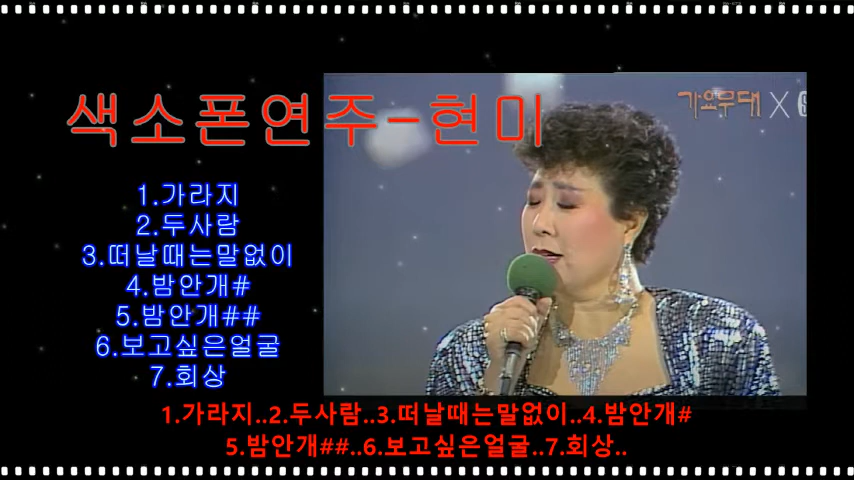 색소폰연주-현미
가요무대 X
1.가라지
2.두사람
3.떠날때는말없이
4.밤안개#
5.밤안개##
6.보고싶은얼굴
7.회상
1.가라지..2.두사람..3.떠날때는말없이..4.밤안개#
5.밤안개##..6.보고싶은얼굴..7.회상..